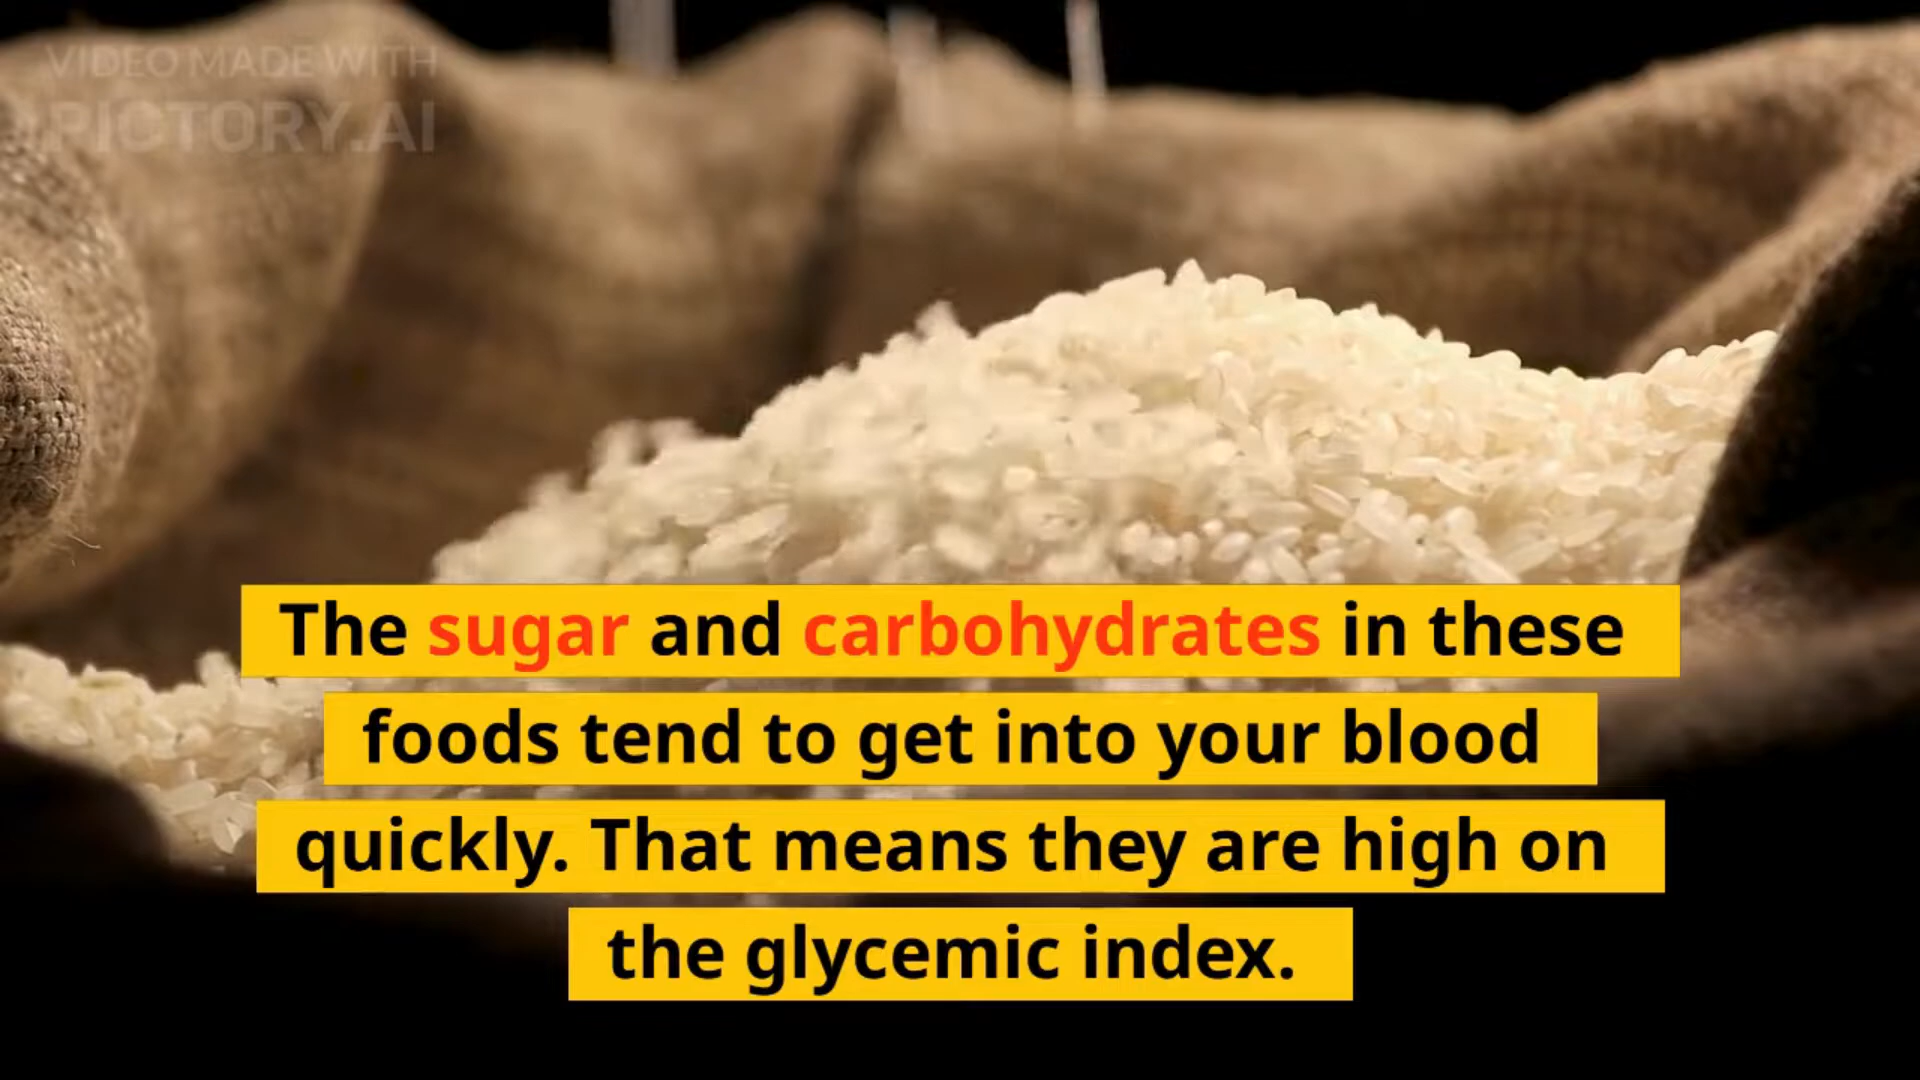 VIDEO MADE WITH
PICTORY.AI
The sugar and carbohydrates in these
foods tend to get into your blood
quickly. That means they are high on
the glycemic index.